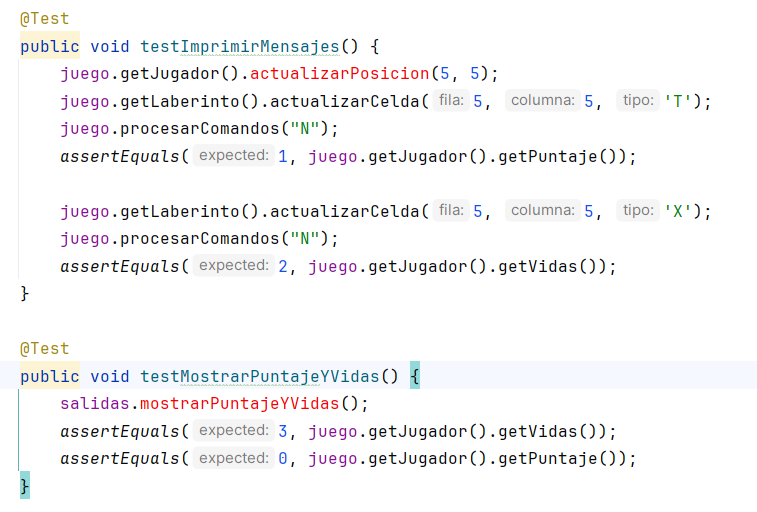 @Test
public void testImprimirMensajes() {
juego.getJugador().actualizarPosicion(5, 5);
juego.getLaberinto().actualizarCelda( fila: 5, columna: 5, tipo: 'T');
juego.procesarComandos("N");
assertEquals( expected: 1, juego.getJugador().getPuntaje());
juego.getLaberinto().actualizarCelda( fila: 5, columna: 5, tipo: 'X');
juego.procesarComandos("N");
assertEquals( expected: 2, juego.getJugador().getVidas());
}
@Test
public void testMostrarPuntajeYVidas() {
salidas.mostrarPuntajeYVidas();
assertEquals( expected: 3, juego.getJugador().getVidas());
assertEquals( expected: 0, juego.getJugador().getPuntaje());
}